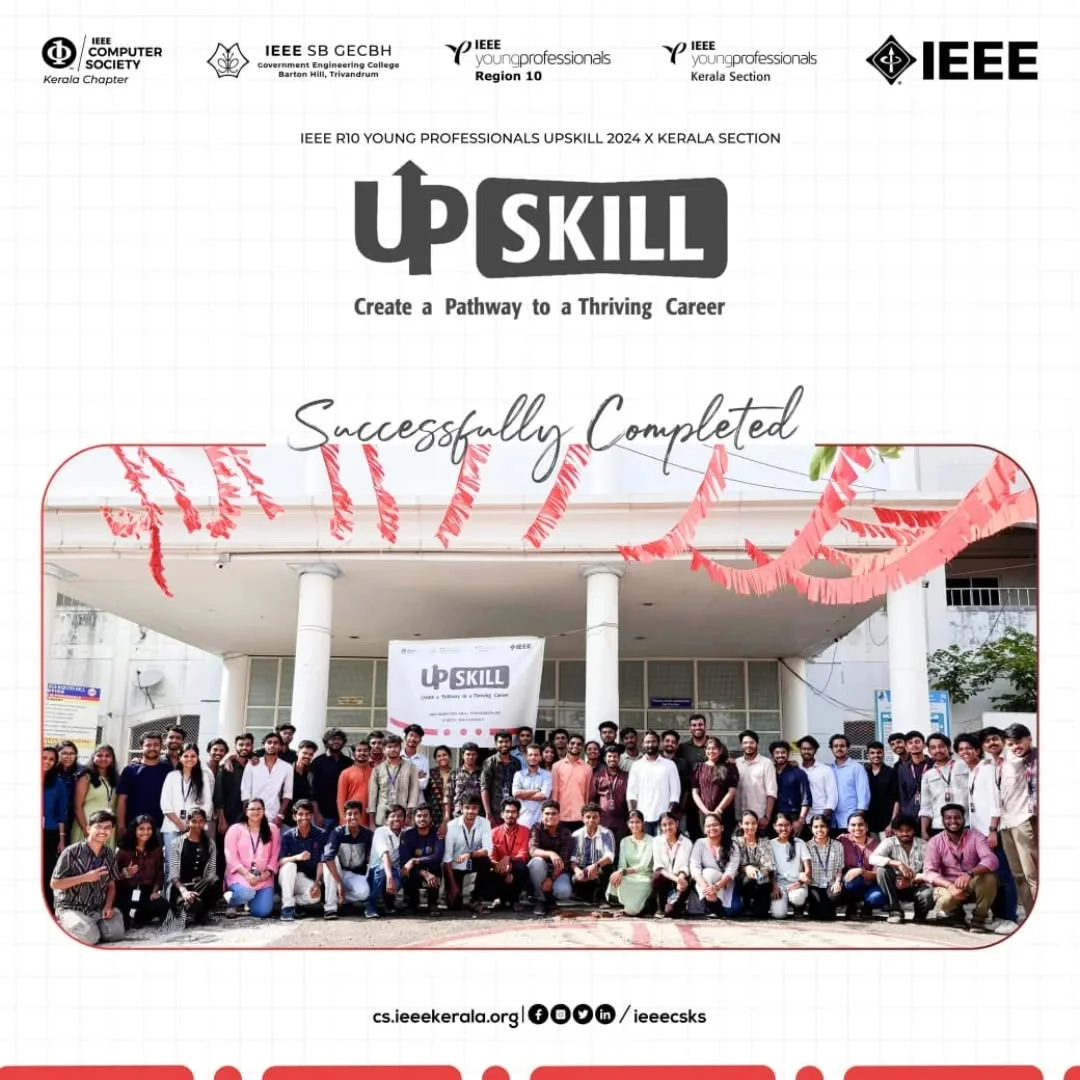 IEEE
COMPUTER
SOCIETY
Kerala Chapter
IEEE SB GECBH
Government Engineering College
Barton Hill, Trivandrum
IEEE
youngprofessionals
Region 10
IEEE
youngprofessionals
Kerala Section
IEEE
IEEE R10 YOUNG PROFESSIONALS UPSKILL 2024 X KERALA SECTION
UP SKILL
Create a Pathway to a Thriving Career
Successfully Completed
IEEE
UP SKILL
Create a Pathway to a Thriving Career
cs.ieeekerala.org| /ieeecsks